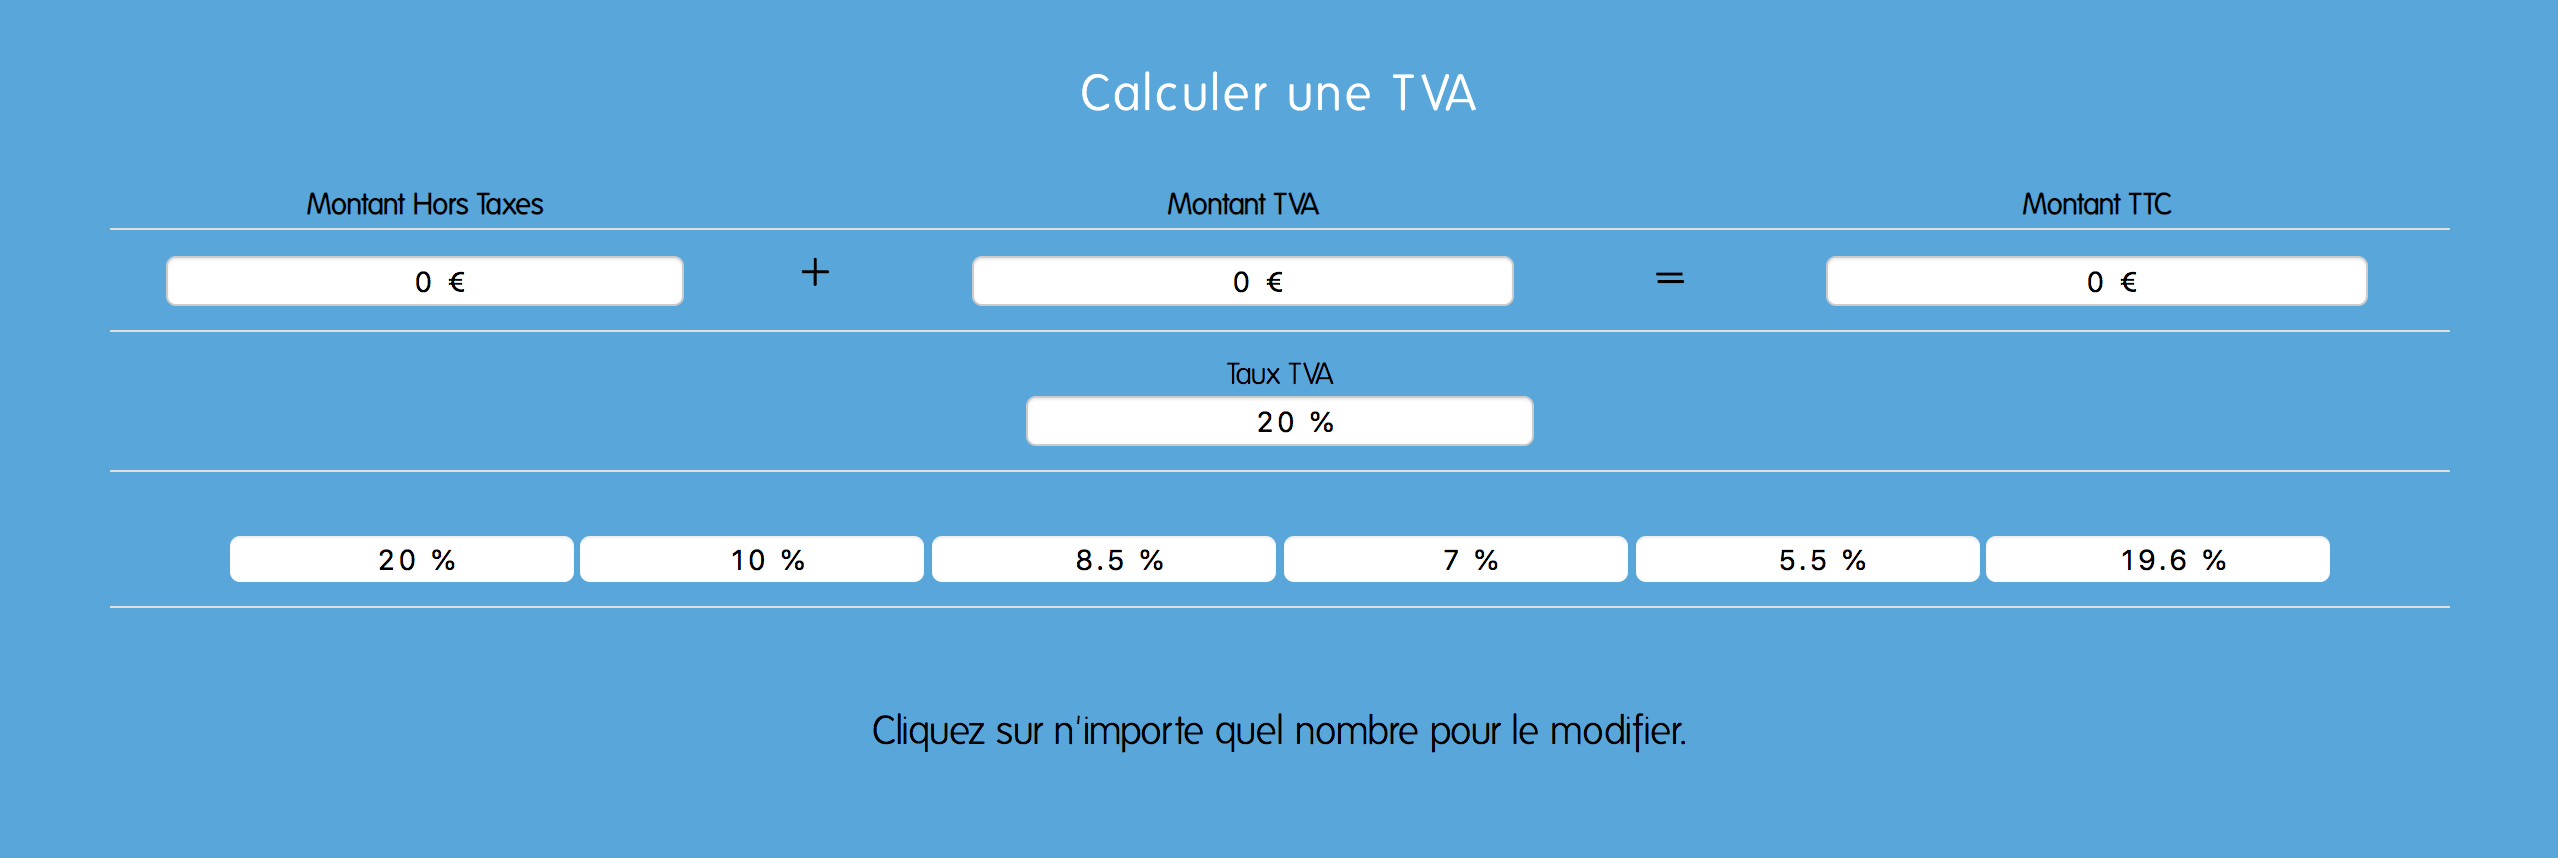 Calculer une TVA
Montant Hors Taxes Montant TVA Montant TTC
0 € + 0 € = 0 €
Taux TVA
20 %
20 % 10 % 8.5 % 7 % 5.5 % 19.6 %
Cliquez sur n'importe quel nombre pour le modifier.